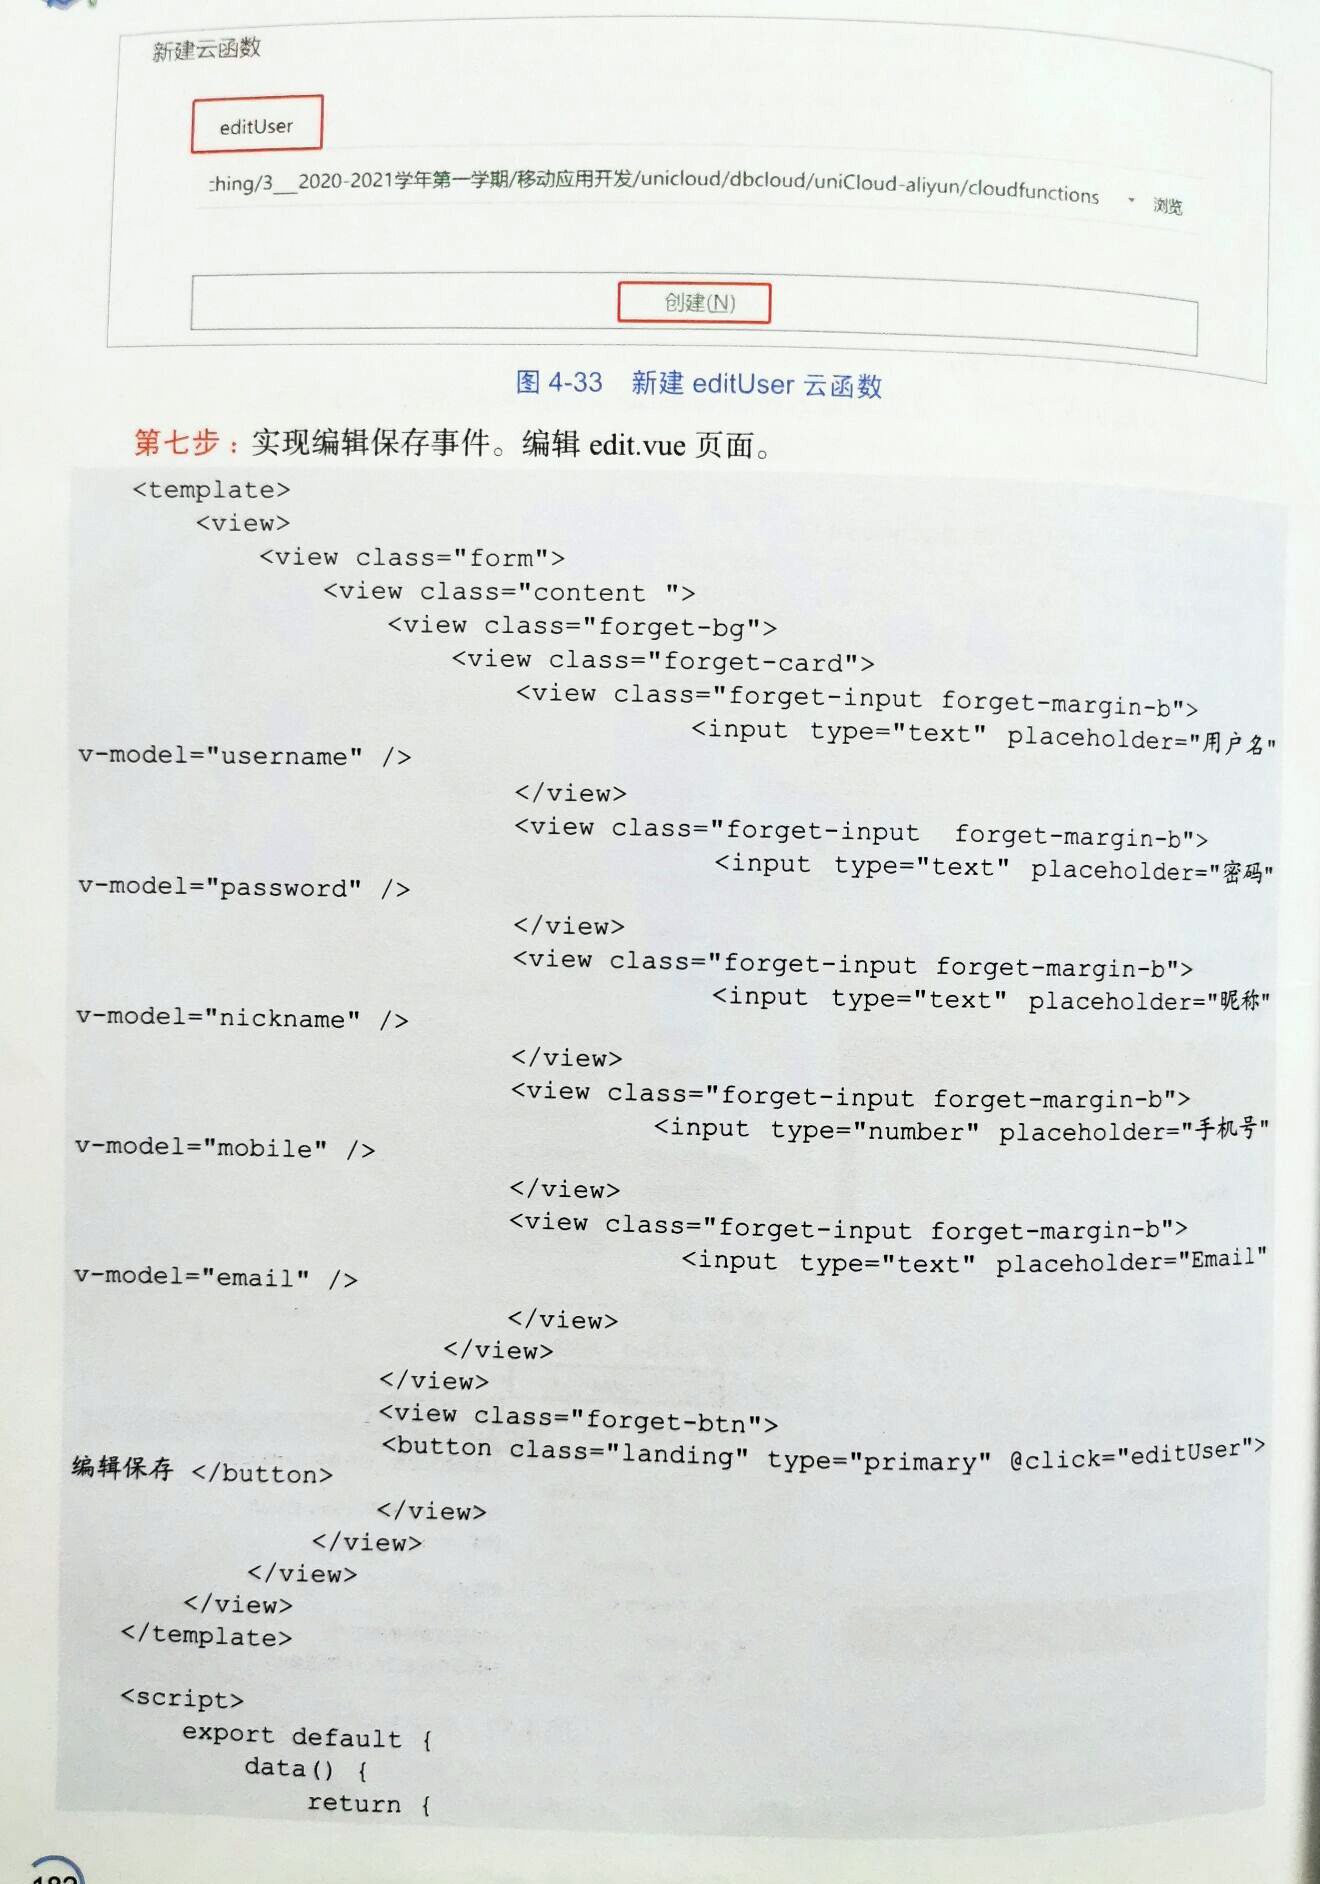 新建云函数
editUser
:hing/3__2020-2021学年第一学期/移动应用开发/unicloud/dbcloud/uniCloud-aliyun/cloudfunctions 浏览
创建(N)
图 4-33 新建 editUser 云函数
第七步：实现编辑保存事件。编辑 edit.vue 页面。
<template>
<view>
<view class="form">
<view class="content ">
<view class="forget-bg">
<view class="forget-card">
<view class="forget-input forget-margin-b">
<input type="text" placeholder="用户名"
v-model="username" />
</view>
<view class="forget-input forget-margin-b">
<input type="text" placeholder="密码"
v-model="password" />
</view>
<view class="forget-input forget-margin-b">
<input type="text" placeholder="昵称"
v-model="nickname" />
</view>
<view class="forget-input forget-margin-b">
<input type="number" placeholder="手机号"
v-model="mobile" />
</view>
<view class="forget-input forget-margin-b">
<input type="text" placeholder="Email"
v-model="email" />
</view>
</view>
</view>
<view class="forget-btn">
<button class="landing" type="primary" @click="editUser">
编辑保存 </button>
</view>
</view>
</view>
</view>
</template>
<script>
export default {
data() {
return {